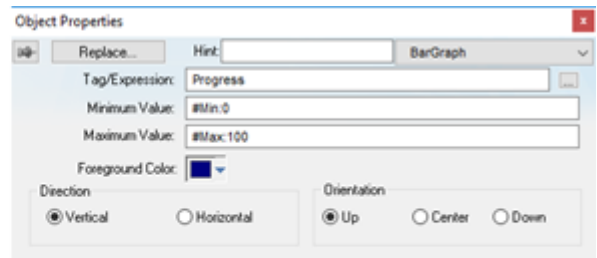 Object Properties
Replace... Hint: BarGraph
Tag/Expression: Progress ...
Minimum Value: #Min:0
Maximum Value: #Max:100
Foreground Color:
Direction Orientation
Vertical Horizontal Up Center Down